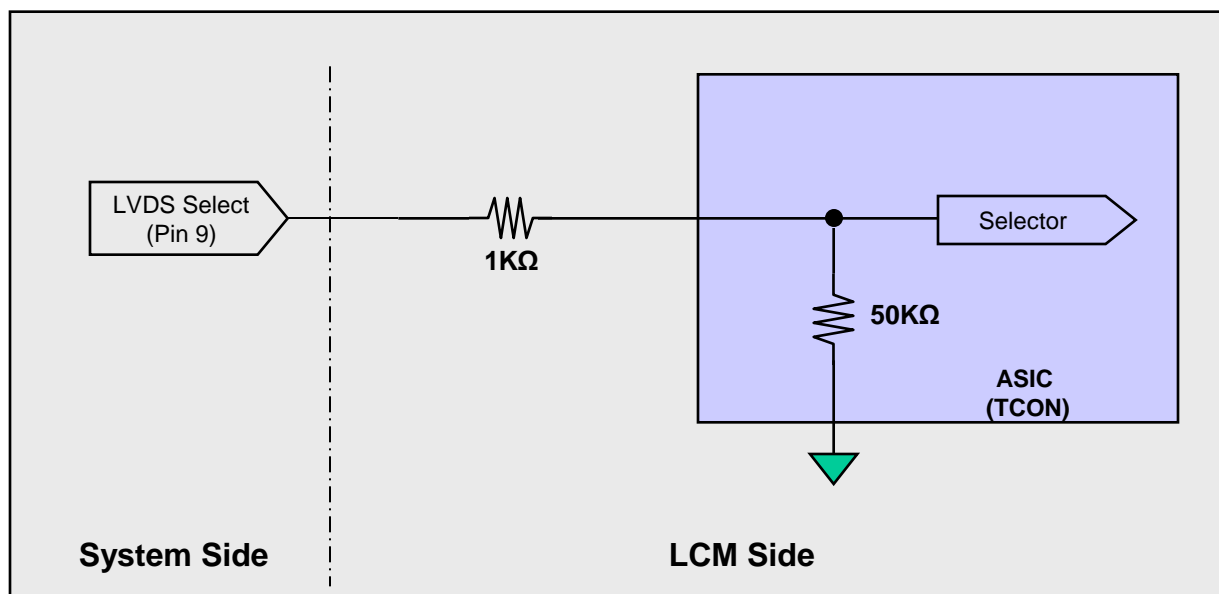 LVDS Select
(Pin 9)
1KΩ
Selector
50KΩ
ASIC
(TCON)
System Side
LCM Side